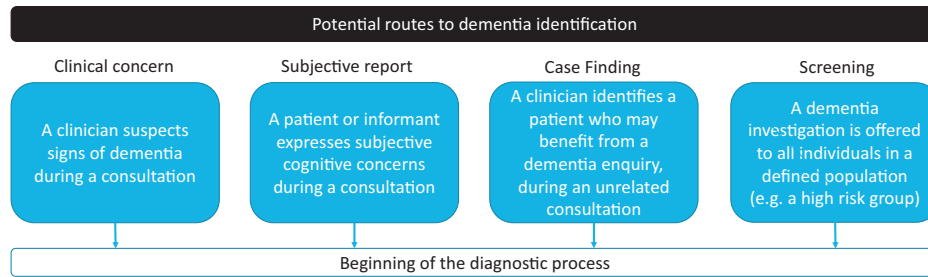 Potential routes to dementia identification
Clinical concern
Subjective report
Case Finding
Screening
A clinician suspects
signs of dementia
during a consultation
A patient or informant
expresses subjective
cognitive concerns
during a consultation
A clinician identifies a
patient who may
benefit from a
dementia enquiry,
during an unrelated
consultation
A dementia
investigation is offered
to all individuals in a
defined population
(e.g. a high risk group)
Beginning of the diagnostic process